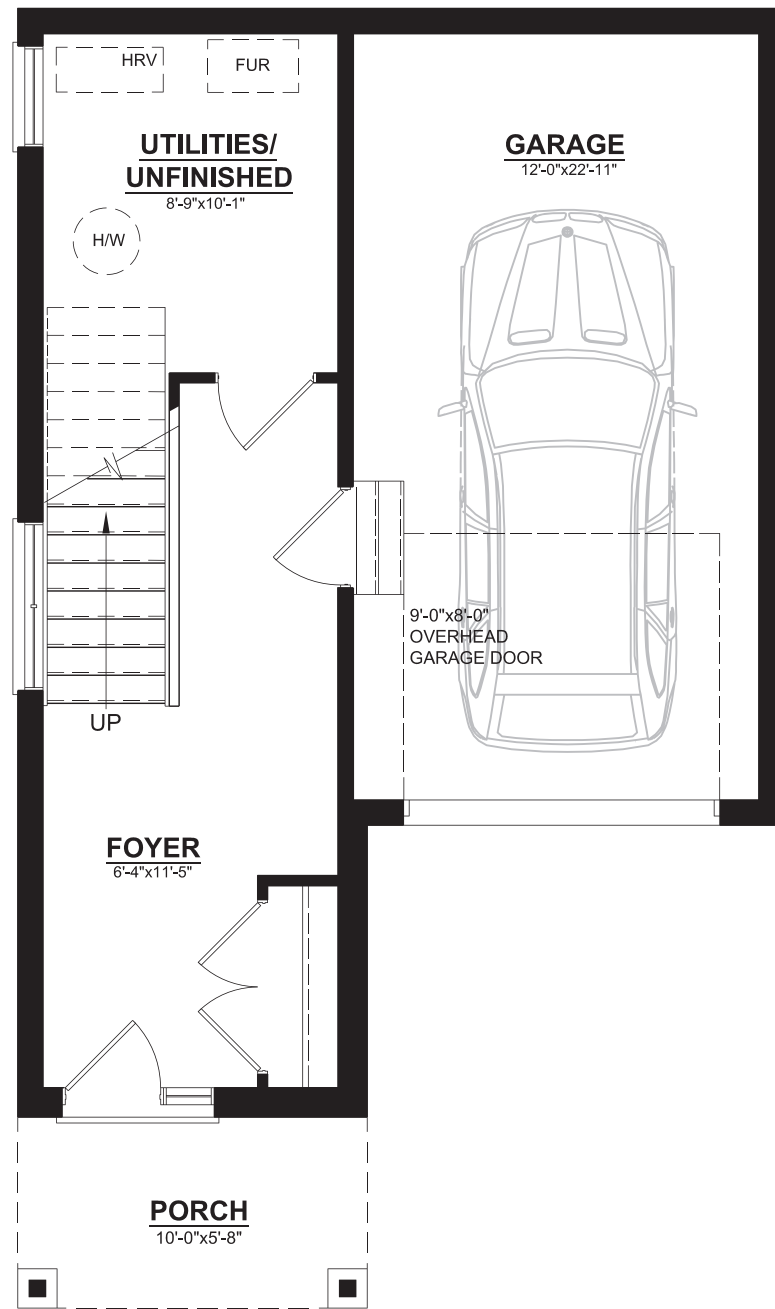 HRV
FUR
UTILITIES/
UNFINISHED
8'-9"x10'-1"
GARAGE
12'-0"x22'-11"
H/W
9'-0"x8'-0"
OVERHEAD
GARAGE DOOR
UP
FOYER
6'-4"x11'-5"
PORCH
10'-0"x5'-8"